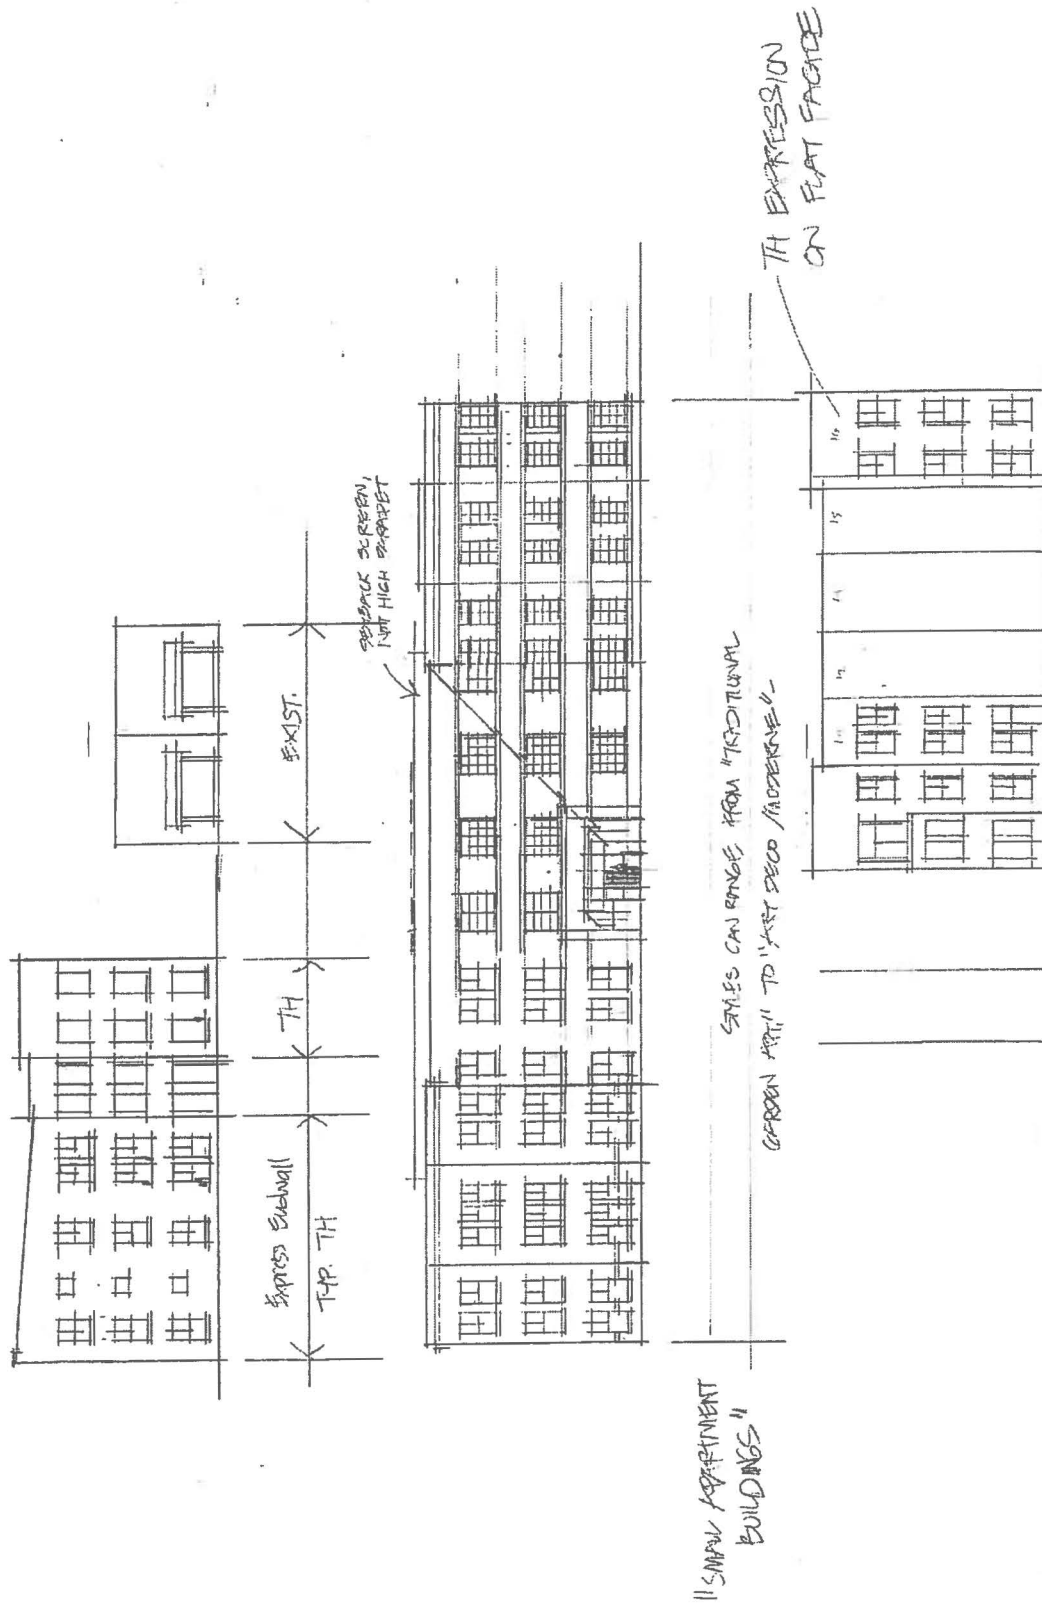 Express Endwall
TYP. TH
TH
EXIST.
SETBACK SCREEN,
NOT HIGH PARAPET
"SMALL APARTMENT
BUILDINGS"
STYLES CAN RANGE FROM "TRADITIONAL
GARDEN APT," TO "ART DECO / MODERNE"
TH EXPRESSION
ON FLAT FACADE
16